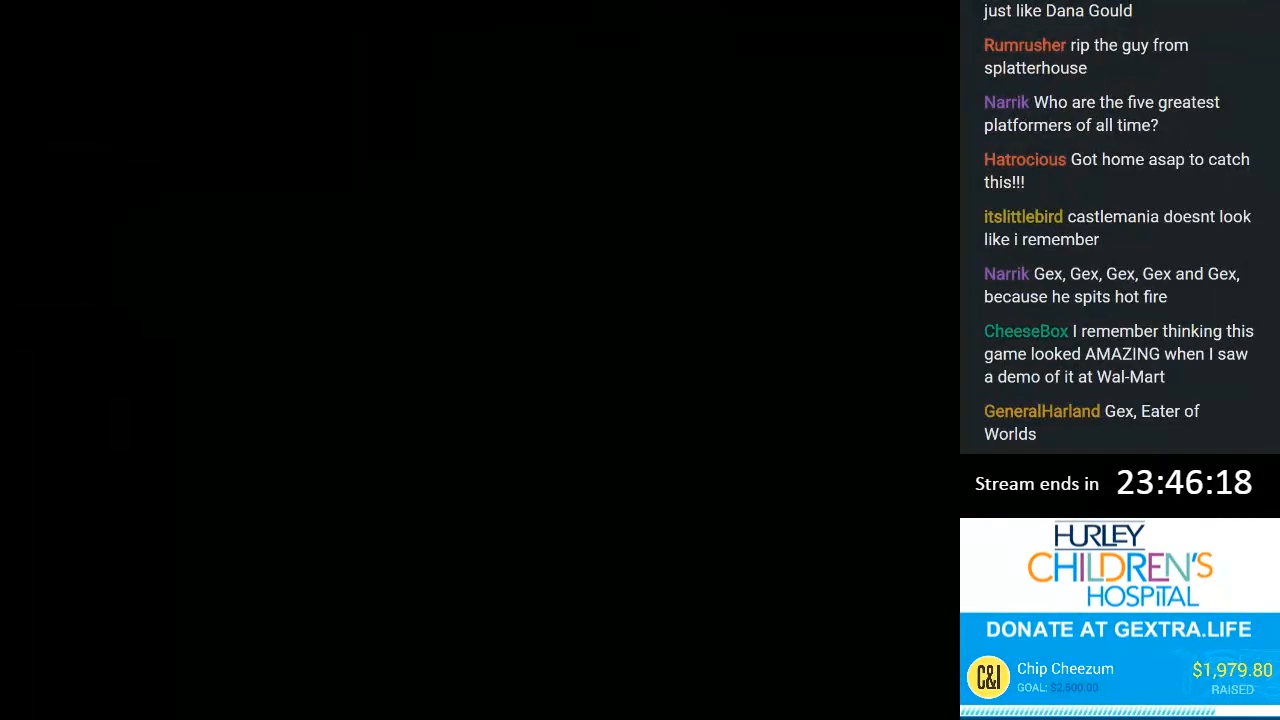 just like Dana Gould
Rumrusher rip the guy from
splatterhouse
Narrik Who are the five greatest
platformers of all time?
Hatrocious Got home asap to catch
this!!!
itslittlebird castlemania doesnt look
like i remember
Narrik Gex, Gex, Gex, Gex and Gex,
because he spits hot fire
CheeseBox I remember thinking this
game looked AMAZING when I saw
a demo of it at Wal-Mart
GeneralHarland Gex, Eater of
Worlds
Stream ends in 23:46:18
HURLEY
CHILDREN'S
HOSPITAL
DONATE AT GEXTRA.LIFE
C&I Chip Cheezum $1,979.80
GOAL: $2,500.00 RAISED